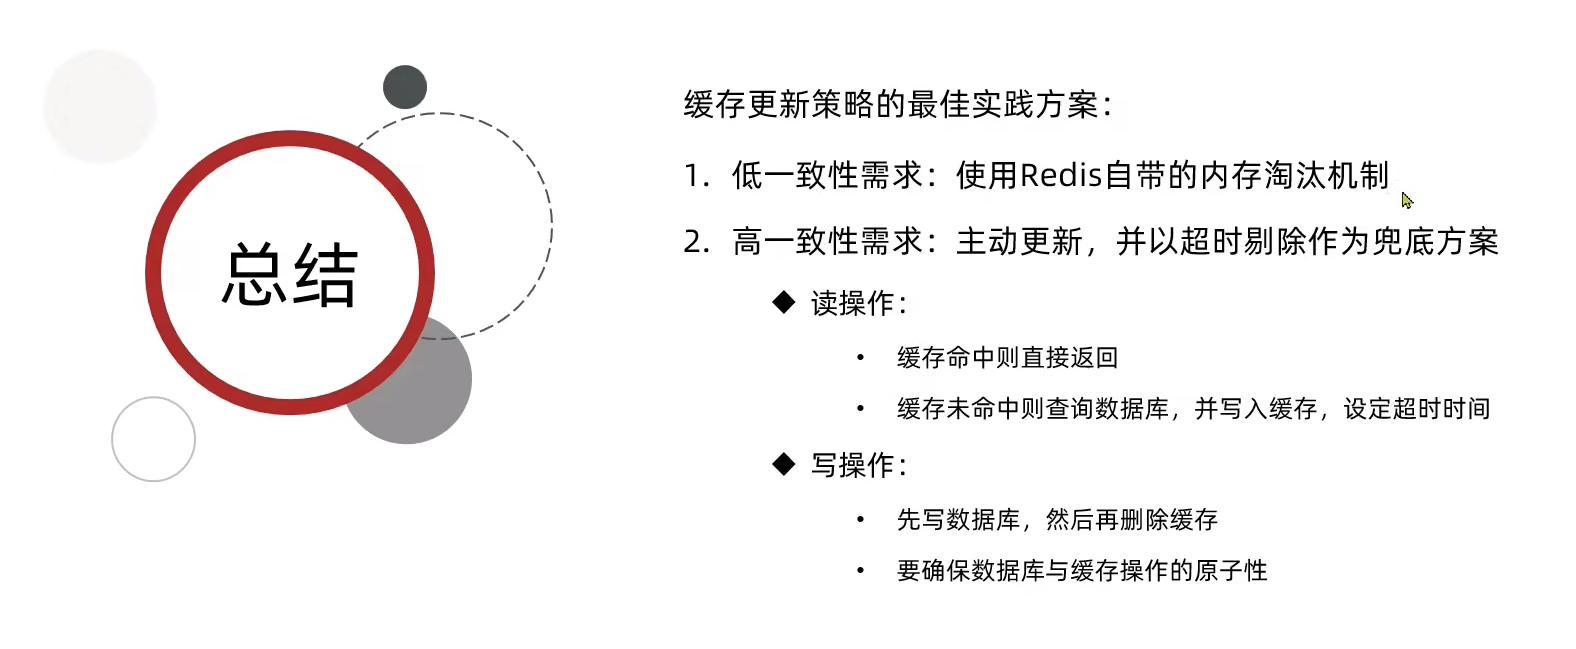 总结
缓存更新策略的最佳实践方案：
1. 低一致性需求：使用Redis自带的内存淘汰机制
2. 高一致性需求：主动更新，并以超时剔除作为兜底方案
◆ 读操作：
• 缓存命中则直接返回
• 缓存未命中则查询数据库，并写入缓存，设定超时时间
◆ 写操作：
• 先写数据库，然后再删除缓存
• 要确保数据库与缓存操作的原子性